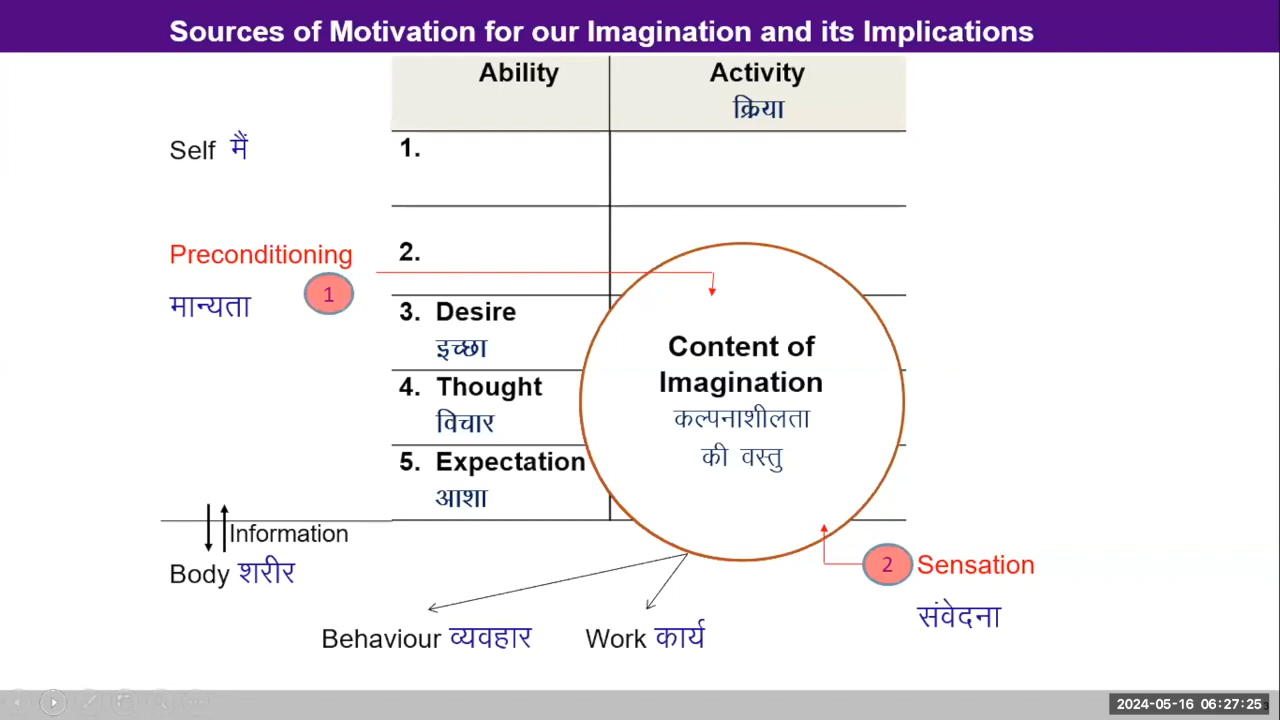 Sources of Motivation for our Imagination and its Implications
Ability
Activity
क्रिया
Self मैं
1.
Preconditioning
2.
मान्यता
1
3. Desire
इच्छा
4. Thought
विचार
5. Expectation
आशा
Content of
Imagination
कल्पनाशीलता
की वस्तु
Information
Body शरीर
2
Sensation
संवेदना
Behaviour व्यवहार
Work कार्य
2024-05-16 06:27:25
3